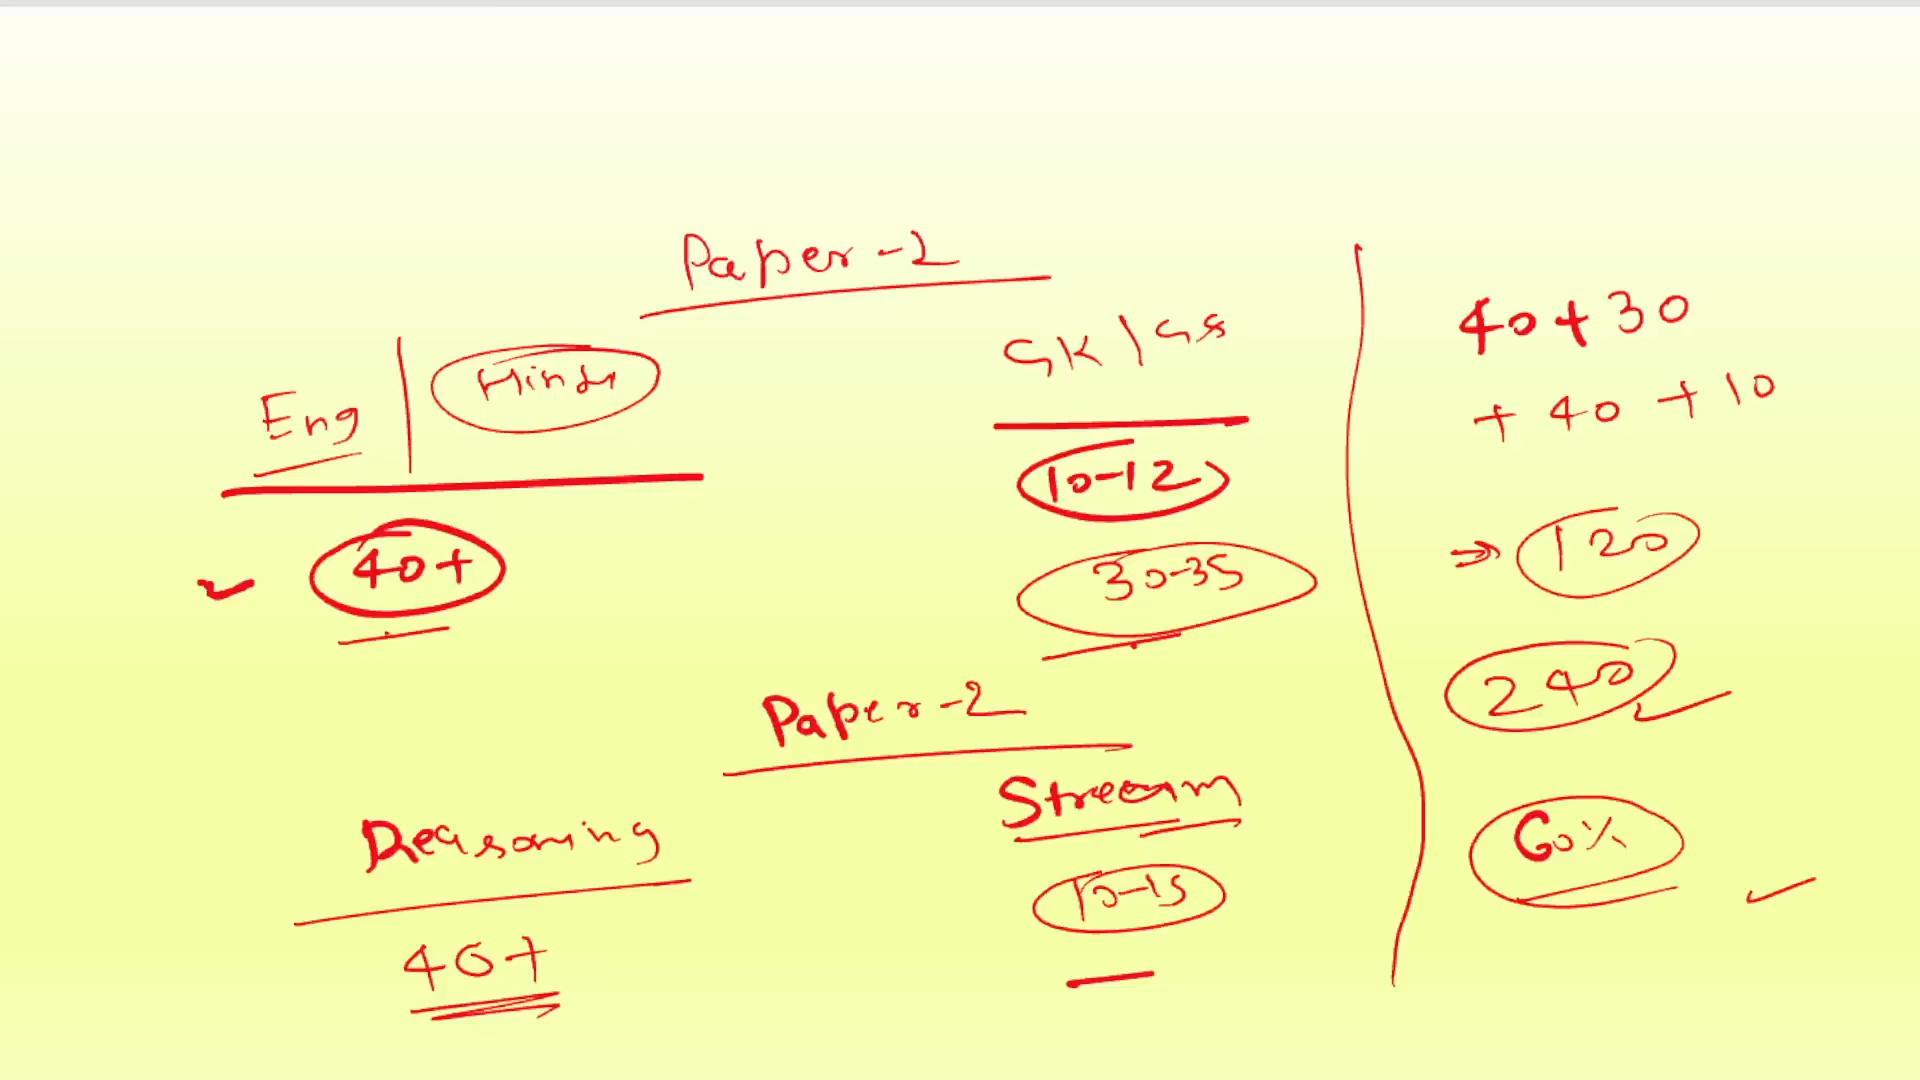 Paper-2
Eng | Hindi
40+
GK/GS
10-12
30-35
Paper-2
Reasoning
40+
Stream
10-15
40+30
+ 40 + 10
120
240
60%